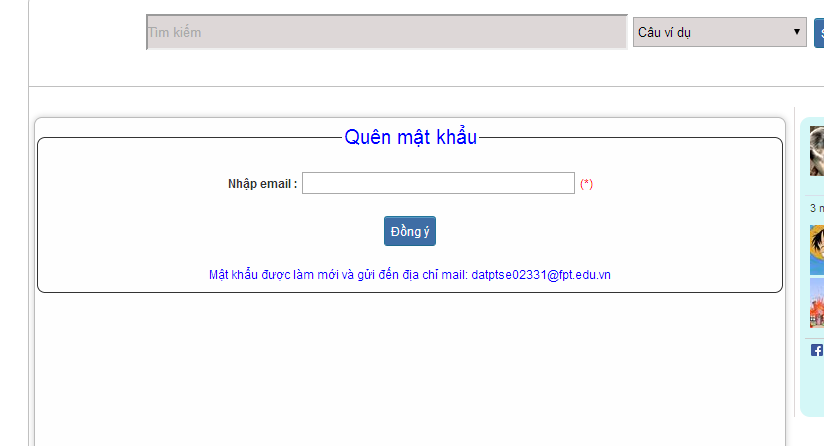 Tìm kiếm
Câu ví dụ
Quên mật khẩu
Nhập email : (*)
Đồng ý
Mật khẩu được làm mới và gửi đến địa chỉ mail: datptse02331@fpt.edu.vn
3